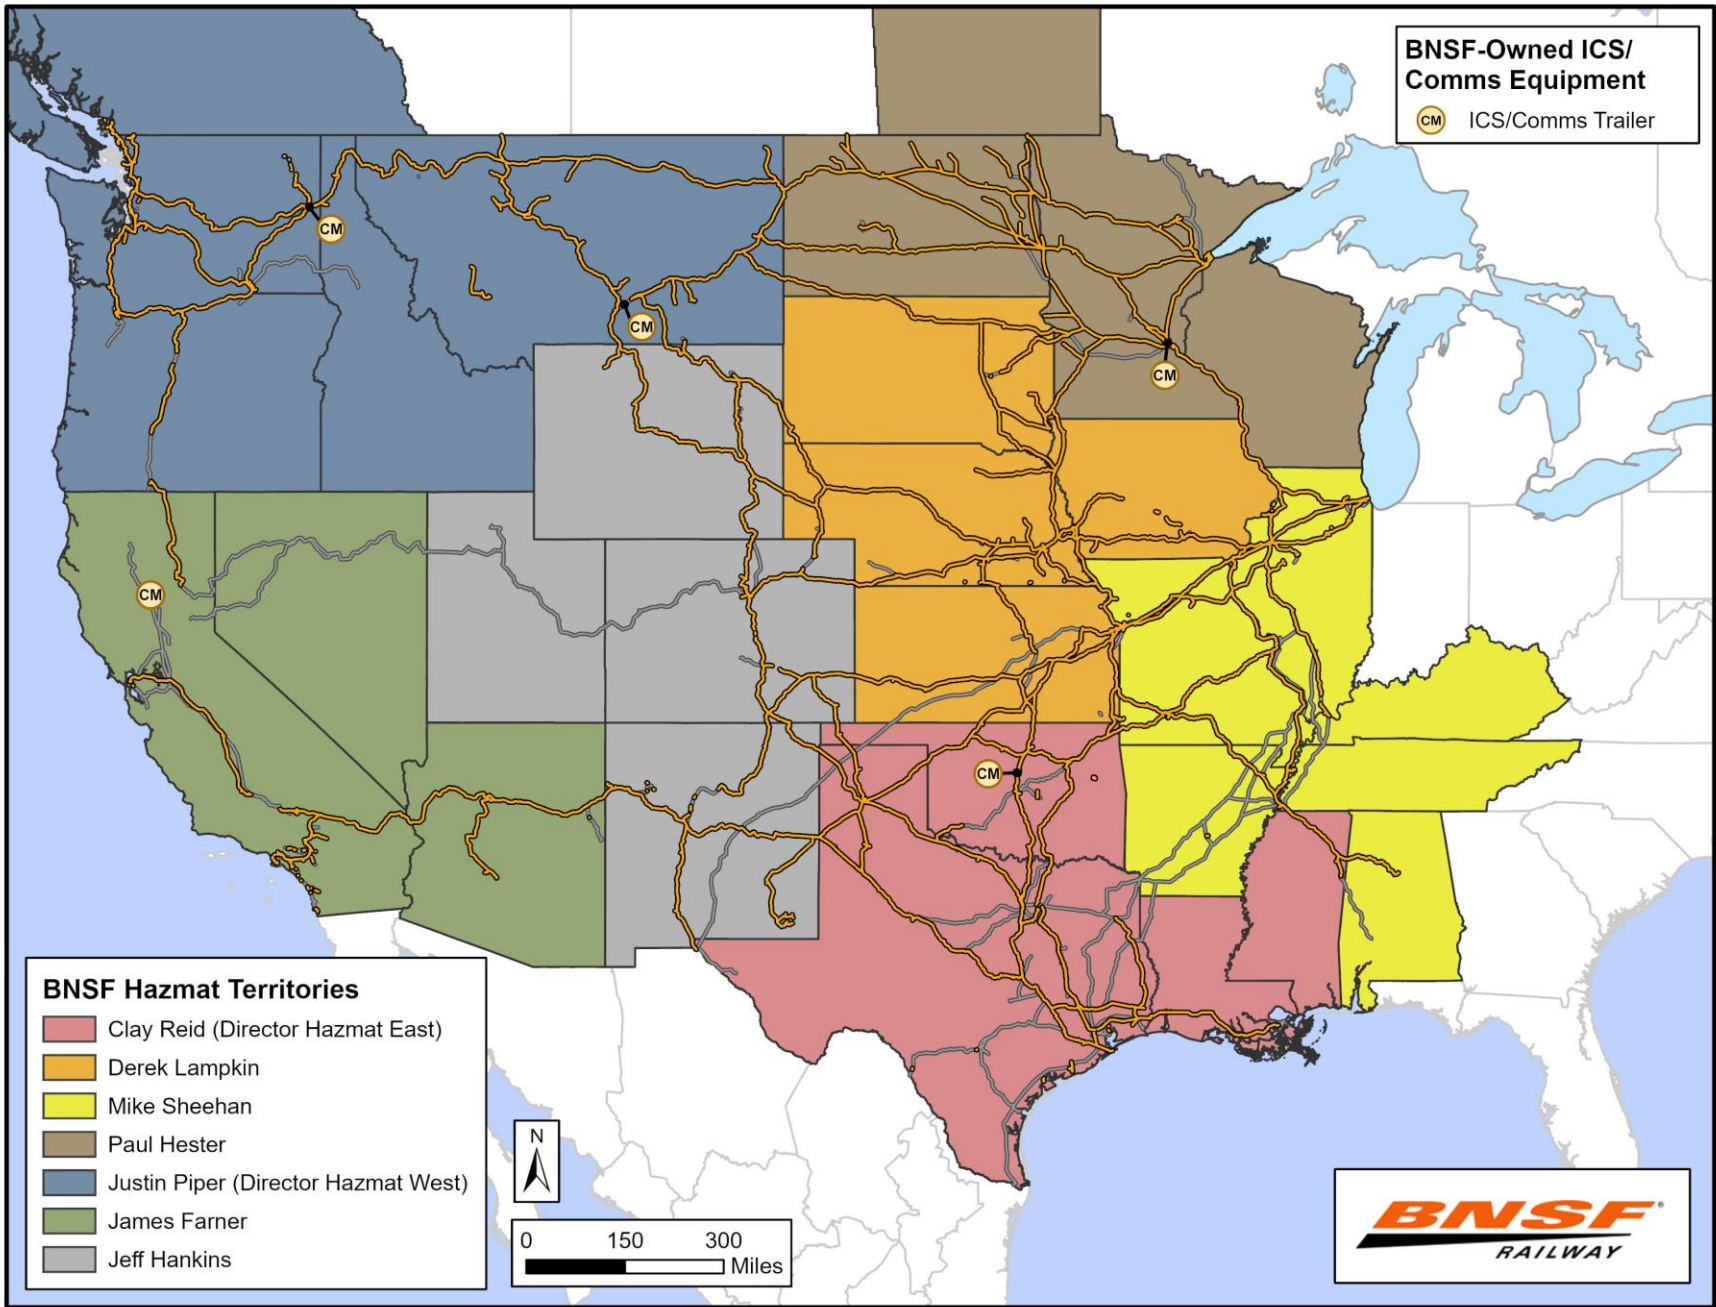 BNSF-Owned ICS/
Comms Equipment
CM ICS/Comms Trailer
CM
CM
CM
CM
CM
BNSF Hazmat Territories
Clay Reid (Director Hazmat East)
Derek Lampkin
Mike Sheehan
Paul Hester
Justin Piper (Director Hazmat West)
James Farner
Jeff Hankins
N
0 150 300
Miles
BNSF®
RAILWAY